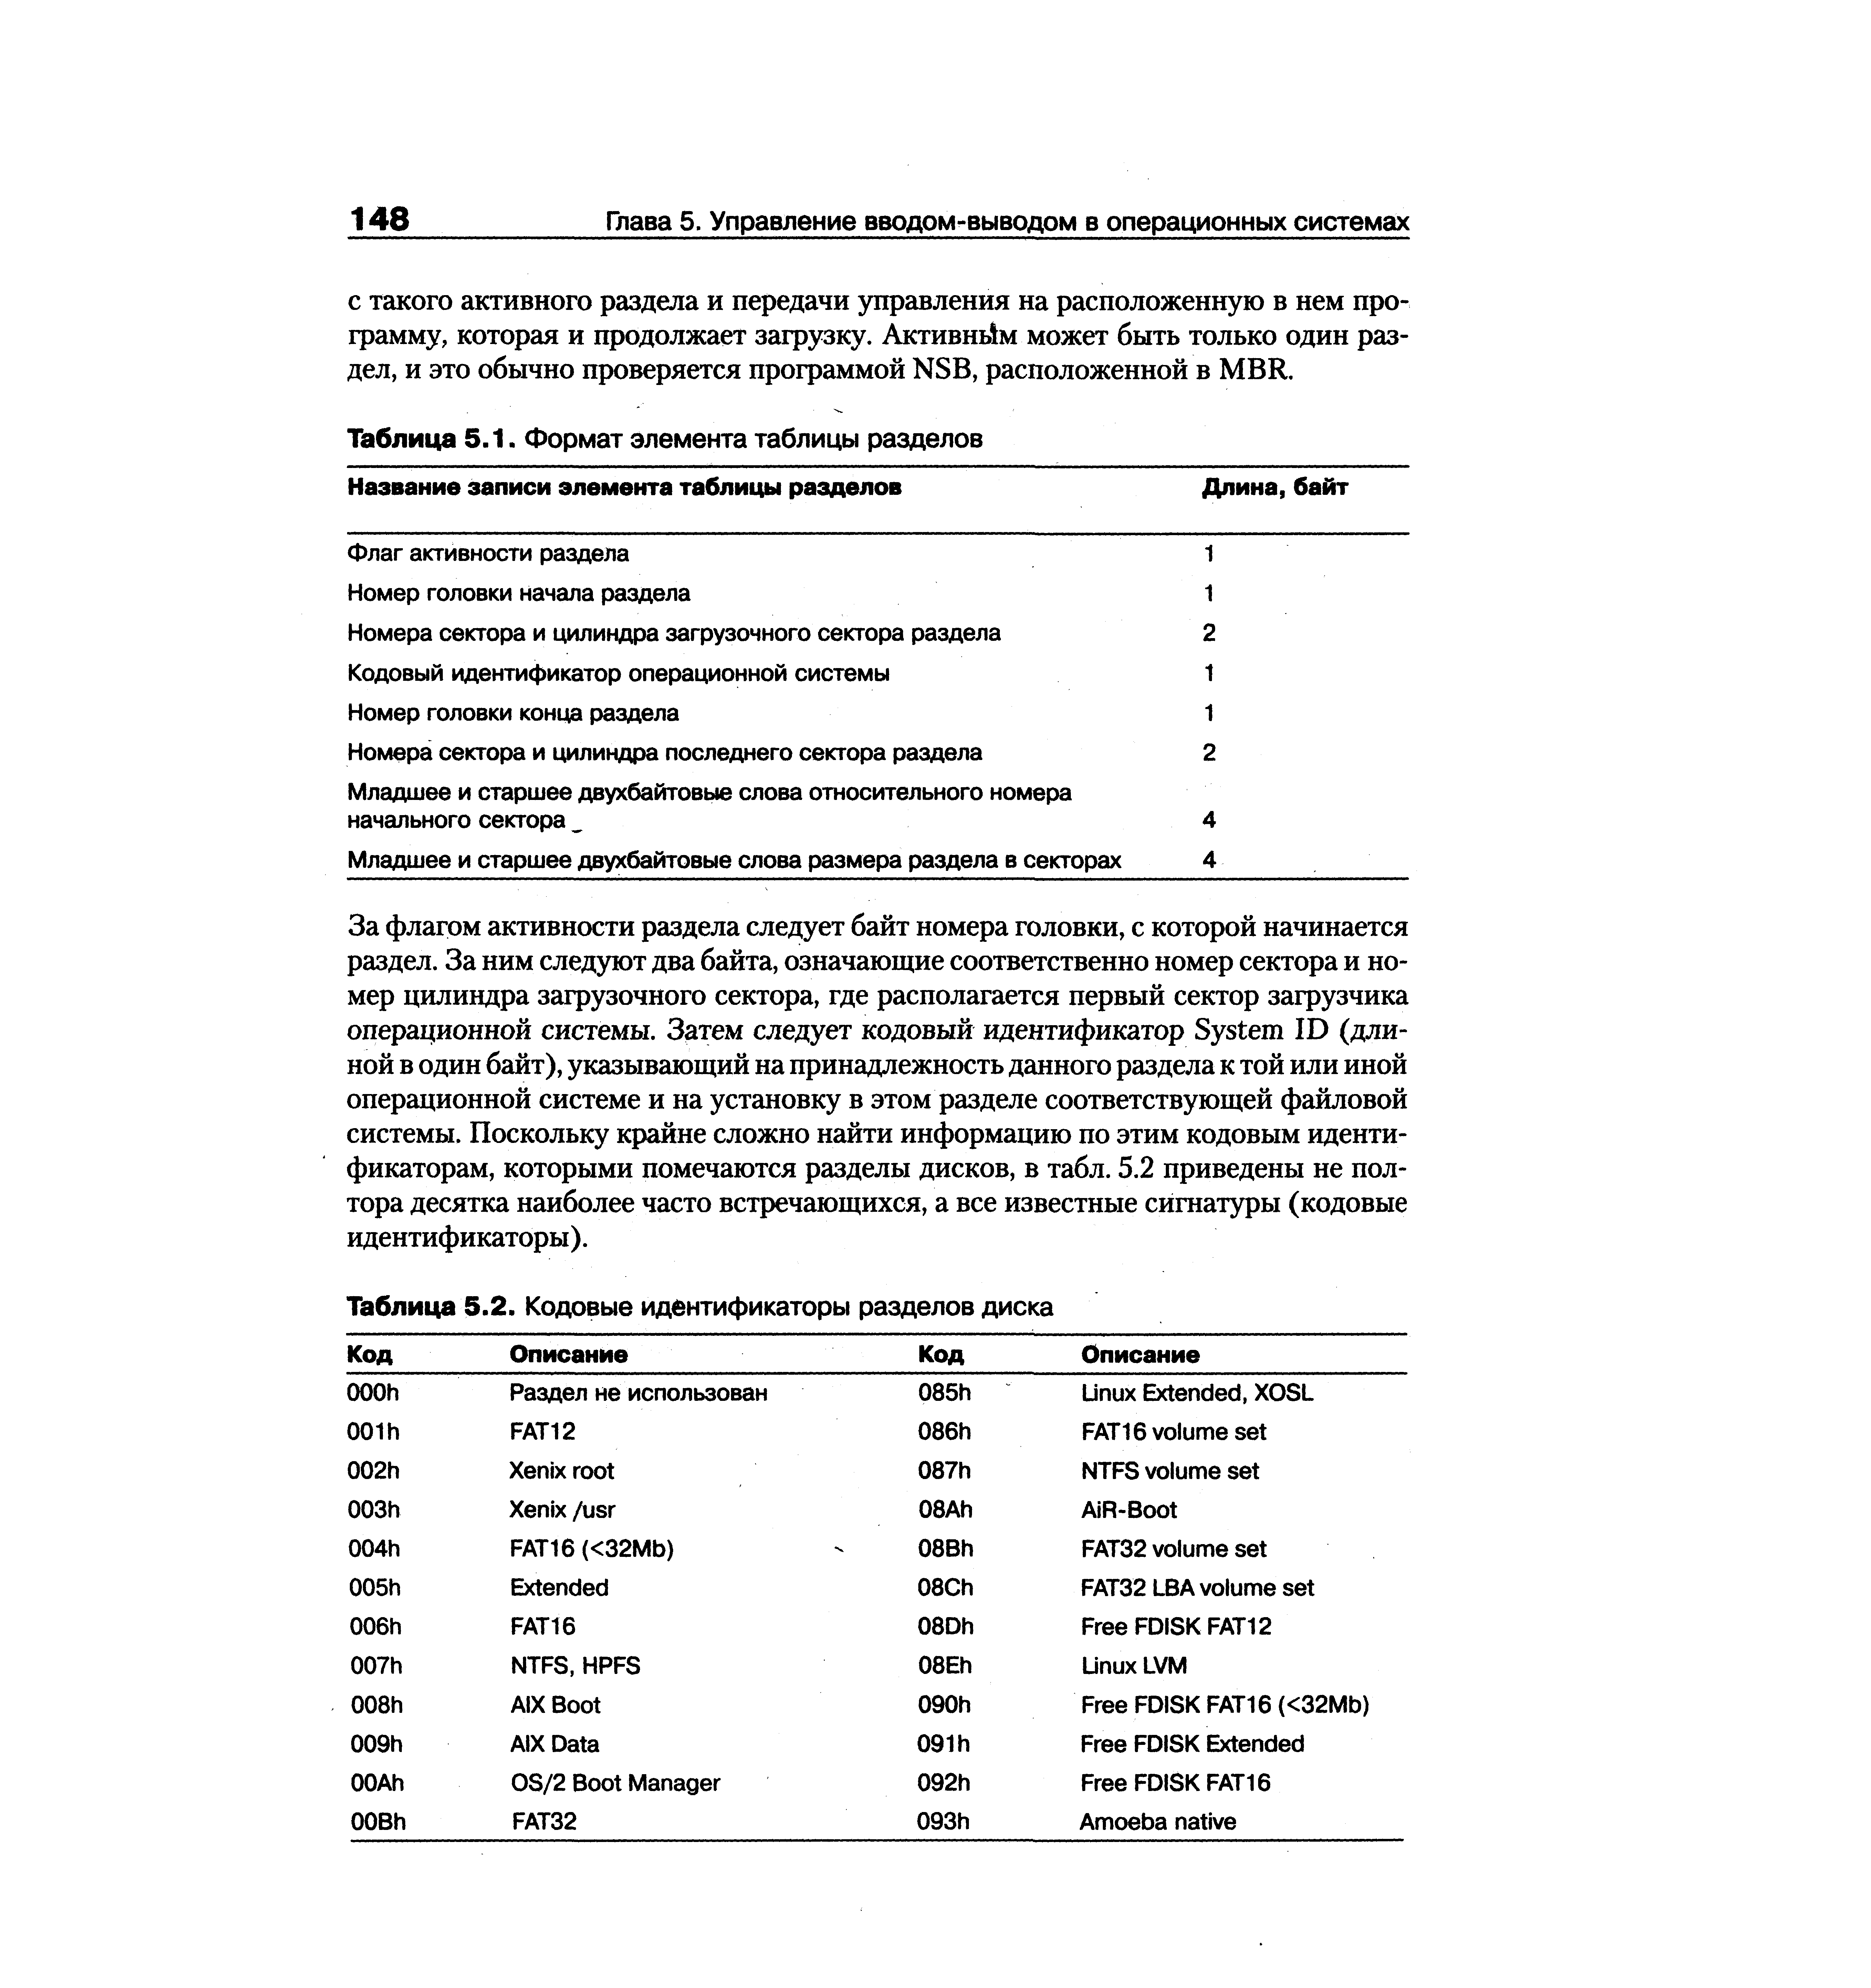 148 Глава 5. Управление вводом-выводом в операционных системах
с такого активного раздела и передачи управления на расположенную в нем про-
грамму, которая и продолжает загрузку. Активным может быть только один раз-
дел, и это обычно проверяется программой NSB, расположенной в MBR.
Таблица 5.1. Формат элемента таблицы разделов
Название записи элемента таблицы разделов Длина, байт
Флаг активности раздела 1
Номер головки начала раздела 1
Номера сектора и цилиндра загрузочного сектора раздела 2
Кодовый идентификатор операционной системы 1
Номер головки конца раздела 1
Номера сектора и цилиндра последнего сектора раздела 2
Младшее и старшее двухбайтовые слова относительного номера
начального сектора 4
Младшее и старшее двухбайтовые слова размера раздела в секторах 4
За флагом активности раздела следует байт номера головки, с которой начинается
раздел. За ним следуют два байта, означающие соответственно номер сектора и но-
мер цилиндра загрузочного сектора, где располагается первый сектор загрузчика
операционной системы. Затем следует кодовый идентификатор System ID (дли-
ной в один байт), указывающий на принадлежность данного раздела к той или иной
операционной системе и на установку в этом разделе соответствующей файловой
системы. Поскольку крайне сложно найти информацию по этим кодовым иденти-
фикаторам, которыми помечаются разделы дисков, в табл. 5.2 приведены не пол-
тора десятка наиболее часто встречающихся, а все известные сигнатуры (кодовые
идентификаторы).
Таблица 5.2. Кодовые идентификаторы разделов диска
Код Описание Код Описание
000h Раздел не использован 085h Linux Extended, XOSL
001h FAT12 086h FAT16 volume set
002h Xenix root 087h NTFS volume set
003h Xenix /usr 08Ah AiR-Boot
004h FAT16 (<32Mb) 08Bh FAT32 volume set
005h Extended 08Ch FAT32 LBA volume set
006h FAT16 08Dh Free FDISK FAT12
007h NTFS, HPFS 08Eh Linux LVM
008h AIX Boot 090h Free FDISK FAT16 (<32Mb)
009h AIX Data 091h Free FDISK Extended
00Ah OS/2 Boot Manager 092h Free FDISK FAT16
00Bh FAT32 093h Amoeba native